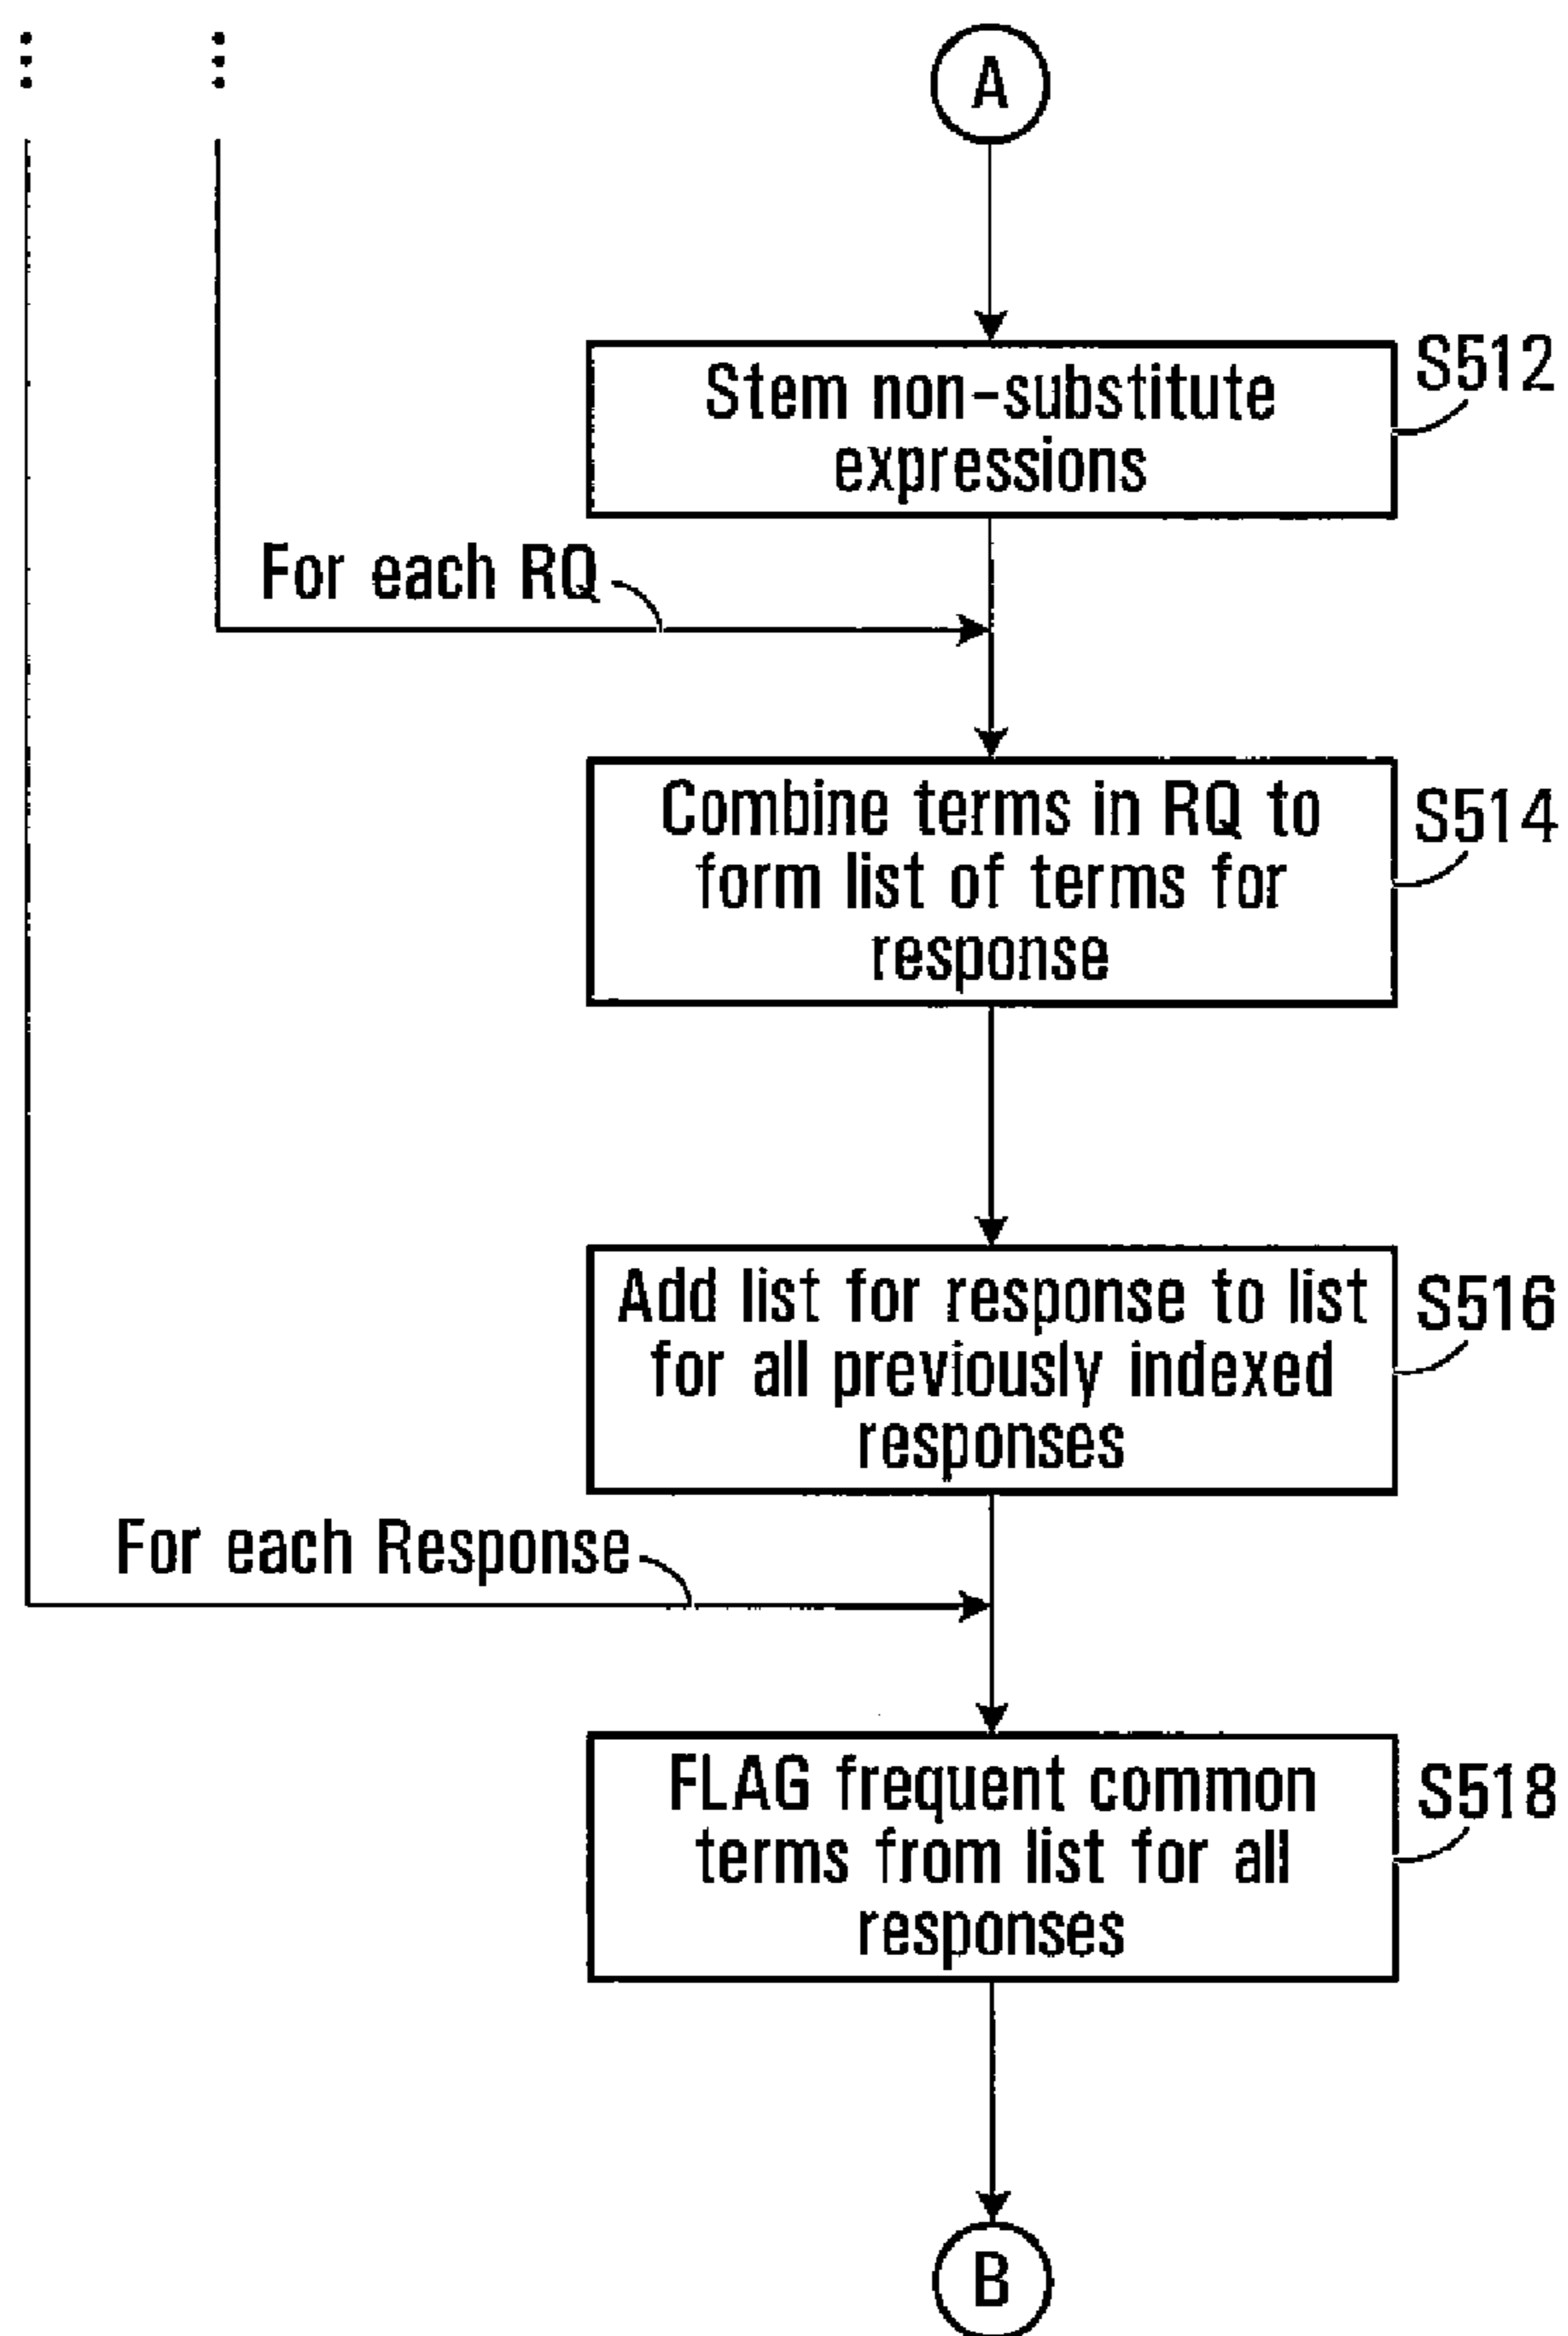 A
Stem non-substitute
expressions
S512
For each RQ
Combine terms in RQ to
form list of terms for
response
S514
Add list for response to list
for all previously indexed
responses
S516
For each Response
FLAG frequent common
terms from list for all
responses
S518
B